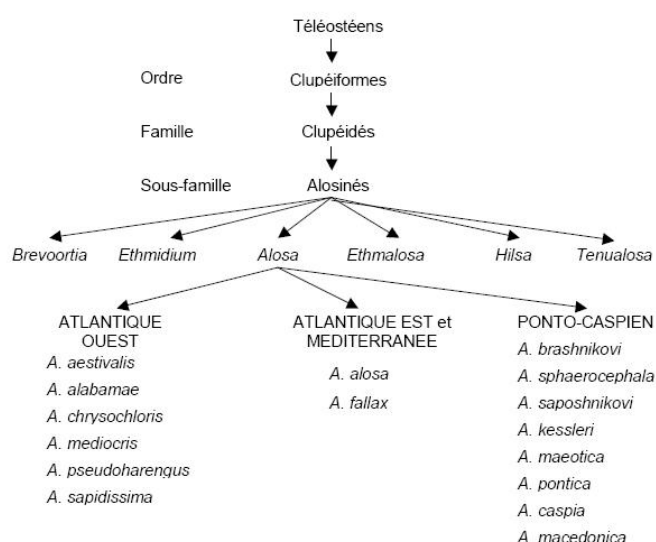 Téléostéens
Ordre Clupéiformes
Famille Clupéidés
Sous-famille Alosinés
Brevoortia Ethmidium Alosa Ethmalosa Hilsa Tenualosa
ATLANTIQUE
OUEST
A. aestivalis
A. alabamae
A. chrysochloris
A. mediocris
A. pseudoharengus
A. sapidissima
ATLANTIQUE EST et
MEDITERRANEE
A. alosa
A. fallax
PONTO-CASPIEN
A. brashnikovi
A. sphaerocephala
A. saposhnikovi
A. kessleri
A. maeotica
A. pontica
A. caspia
A. macedonica